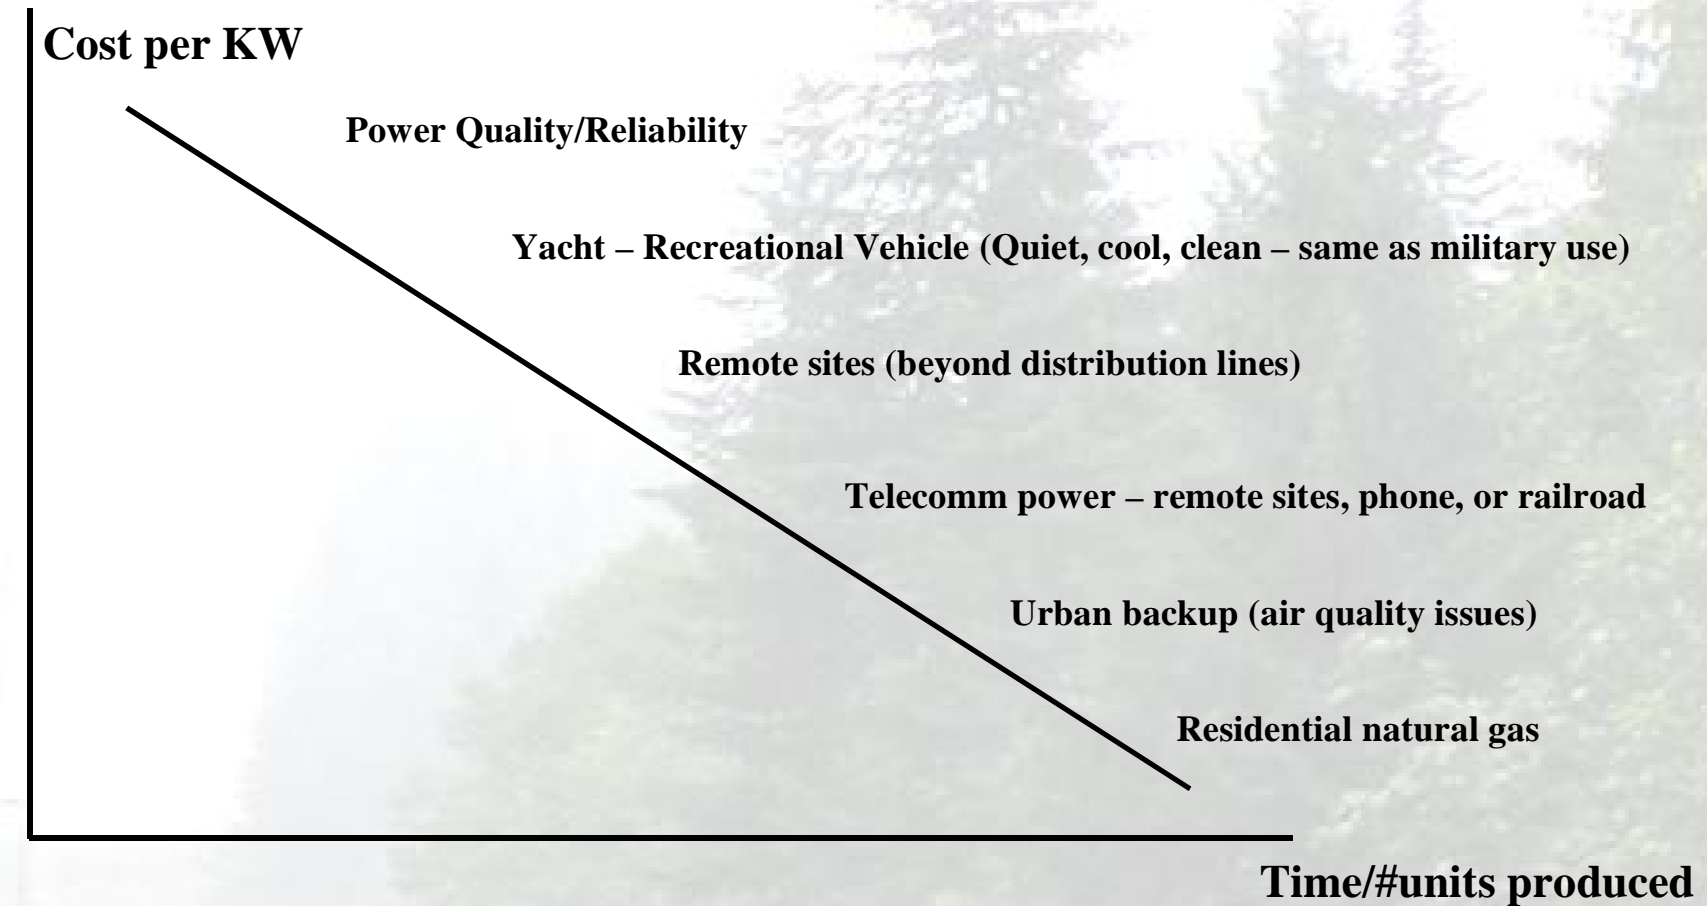 Cost per KW
Power Quality/Reliability
Yacht – Recreational Vehicle (Quiet, cool, clean – same as military use)
Remote sites (beyond distribution lines)
Telecomm power – remote sites, phone, or railroad
Urban backup (air quality issues)
Residential natural gas
Time/#units produced